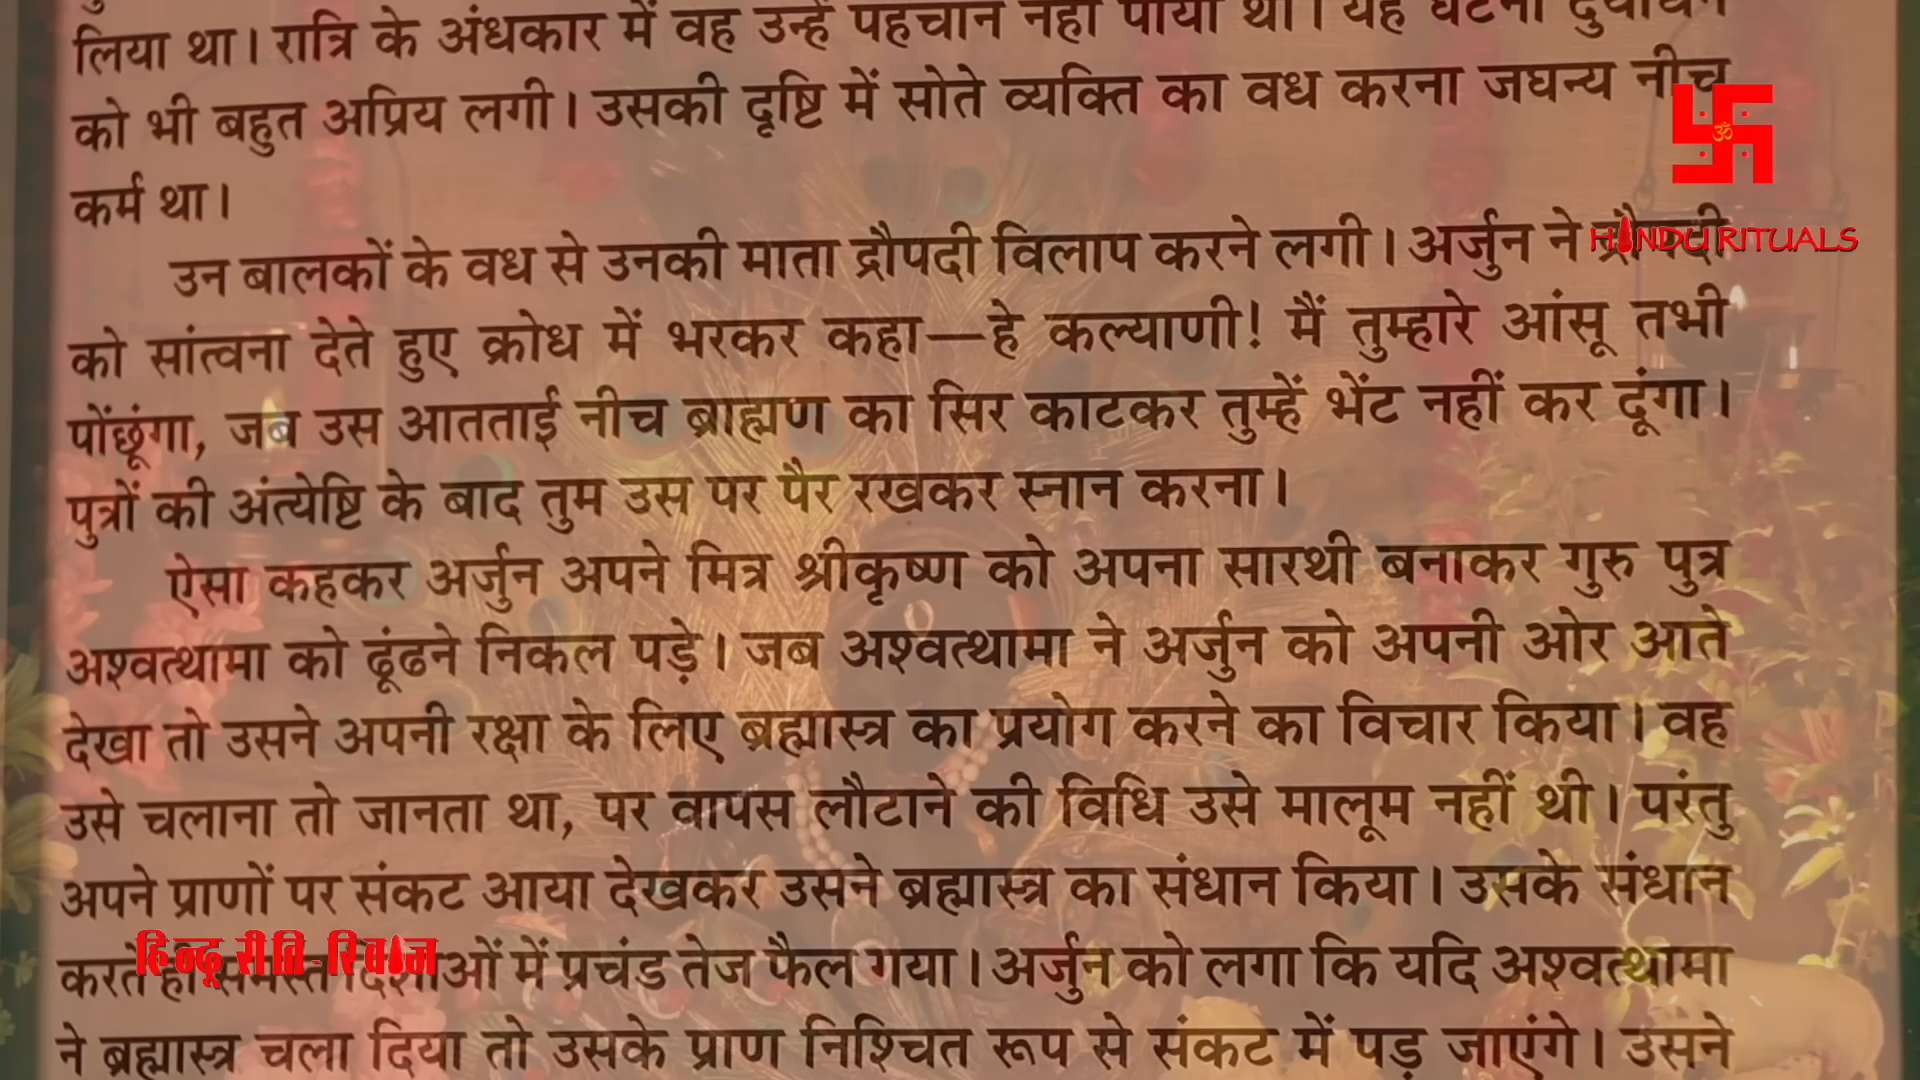 लिया था। रात्रि के अंधकार में वह उन्हें पहचान नहीं पाया था। यह घटना दुर्योधन
को भी बहुत अप्रिय लगी। उसकी दृष्टि में सोते व्यक्ति का वध करना जघन्य नीच
कर्म था।
उन बालकों के वध से उनकी माता द्रौपदी विलाप करने लगी। अर्जुन ने द्रौपदी
HINDU RITUALS
को सांत्वना देते हुए क्रोध में भरकर कहा—हे कल्याणी! मैं तुम्हारे आंसू तभी
पोंछूंगा, जब उस आतताई नीच ब्राह्मण का सिर काटकर तुम्हें भेंट नहीं कर दूंगा।
पुत्रों की अंत्येष्टि के बाद तुम उस पर पैर रखकर स्नान करना।
ऐसा कहकर अर्जुन अपने मित्र श्रीकृष्ण को अपना सारथी बनाकर गुरु पुत्र
अश्वत्थामा को ढूंढने निकल पड़े। जब अश्वत्थामा ने अर्जुन को अपनी ओर आते
देखा तो उसने अपनी रक्षा के लिए ब्रह्मास्त्र का प्रयोग करने का विचार किया। वह
उसे चलाना तो जानता था, पर वापस लौटाने की विधि उसे मालूम नहीं थी। परंतु
अपने प्राणों पर संकट आया देखकर उसने ब्रह्मास्त्र का संधान किया। उसके संधान
हिन्दू रीति-रिवाज
करते ही समस्त दिशाओं में प्रचंड तेज फैल गया। अर्जुन को लगा कि यदि अश्वत्थामा
ने ब्रह्मास्त्र चला दिया तो उसके प्राण निश्चित रूप से संकट में पड़ जाएंगे। उसने